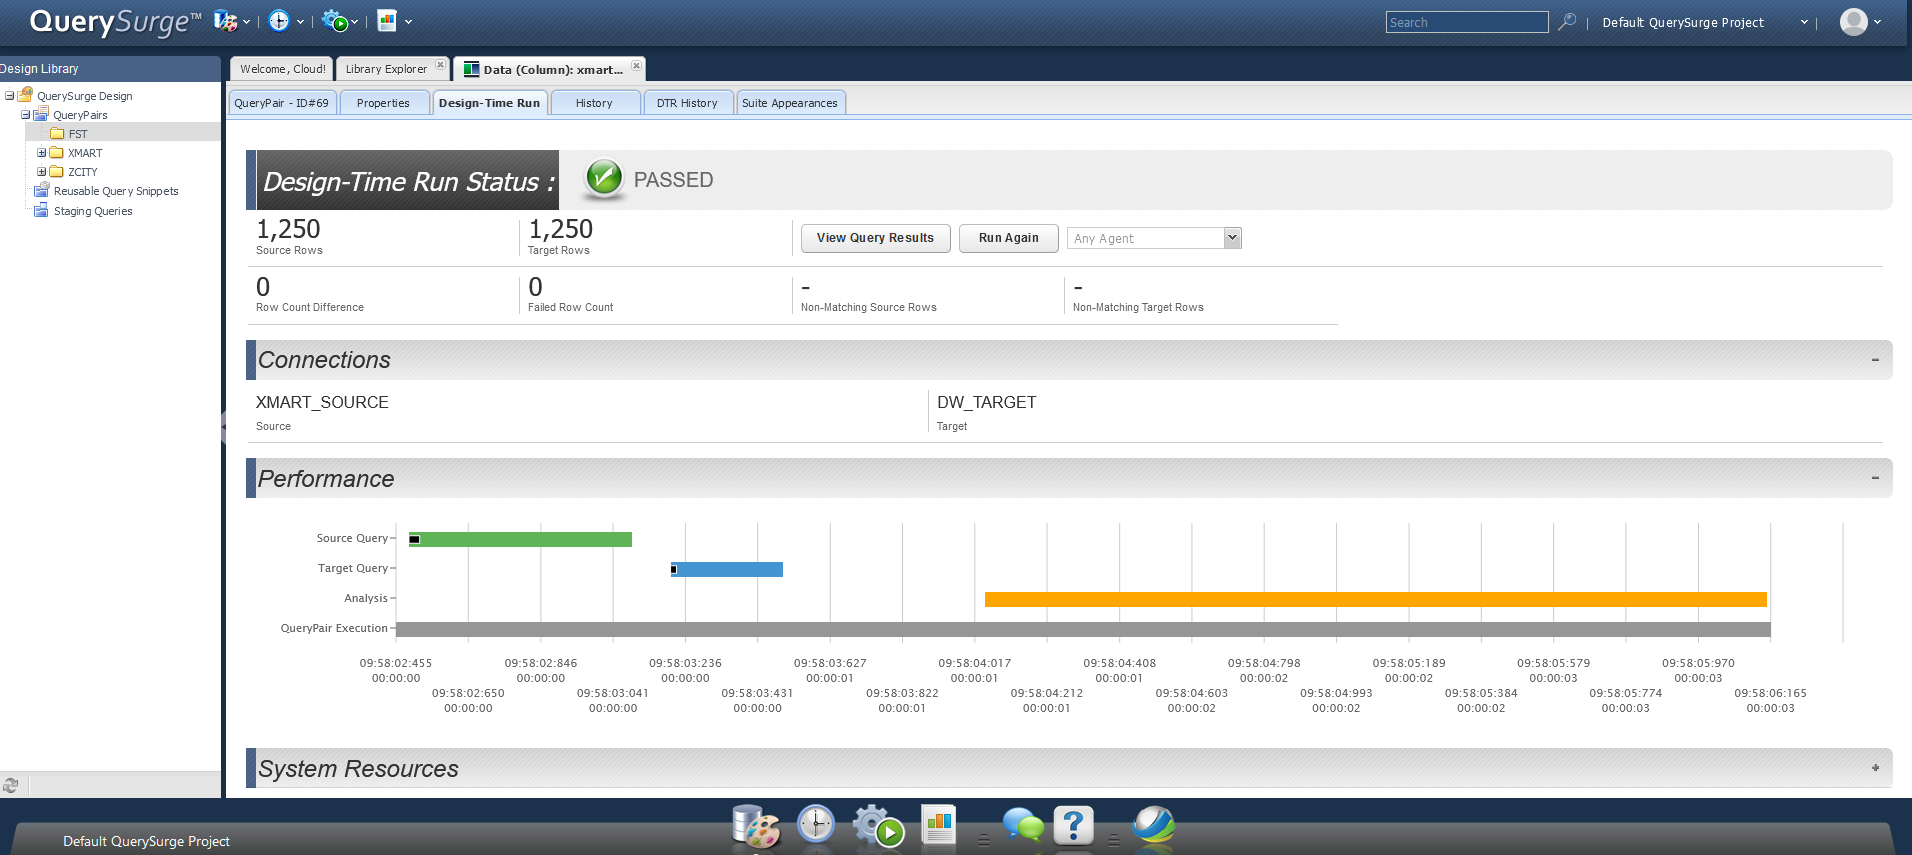 QuerySurge™
Search
Default QuerySurge Project
Design Library
Welcome, Cloud!
Library Explorer
Data (Column): xmart...
QuerySurge Design
QueryPairs
FST
XMART
ZCITY
Reusable Query Snippets
Staging Queries
QueryPair - ID#69
Properties
Design-Time Run
History
DTR History
Suite Appearances
Design-Time Run Status :
PASSED
1,250
Source Rows
1,250
Target Rows
View Query Results
Run Again
Any Agent
0
Row Count Difference
0
Failed Row Count
-
Non-Matching Source Rows
-
Non-Matching Target Rows
Connections
-
XMART_SOURCE
Source
DW_TARGET
Target
Performance
-
Source Query
Target Query
Analysis
QueryPair Execution
09:58:02:455 09:58:02:846 09:58:03:236 09:58:03:627 09:58:04:017 09:58:04:408 09:58:04:798 09:58:05:189 09:58:05:579 09:58:05:970
00:00:00 00:00:00 00:00:00 00:00:01 00:00:01 00:00:01 00:00:02 00:00:02 00:00:03 00:00:03
09:58:02:650 09:58:03:041 09:58:03:431 09:58:03:822 09:58:04:212 09:58:04:603 09:58:04:993 09:58:05:384 09:58:05:774 09:58:06:165
00:00:00 00:00:00 00:00:00 00:00:01 00:00:01 00:00:02 00:00:02 00:00:02 00:00:03 00:00:03
System Resources
+
?
Default QuerySurge Project